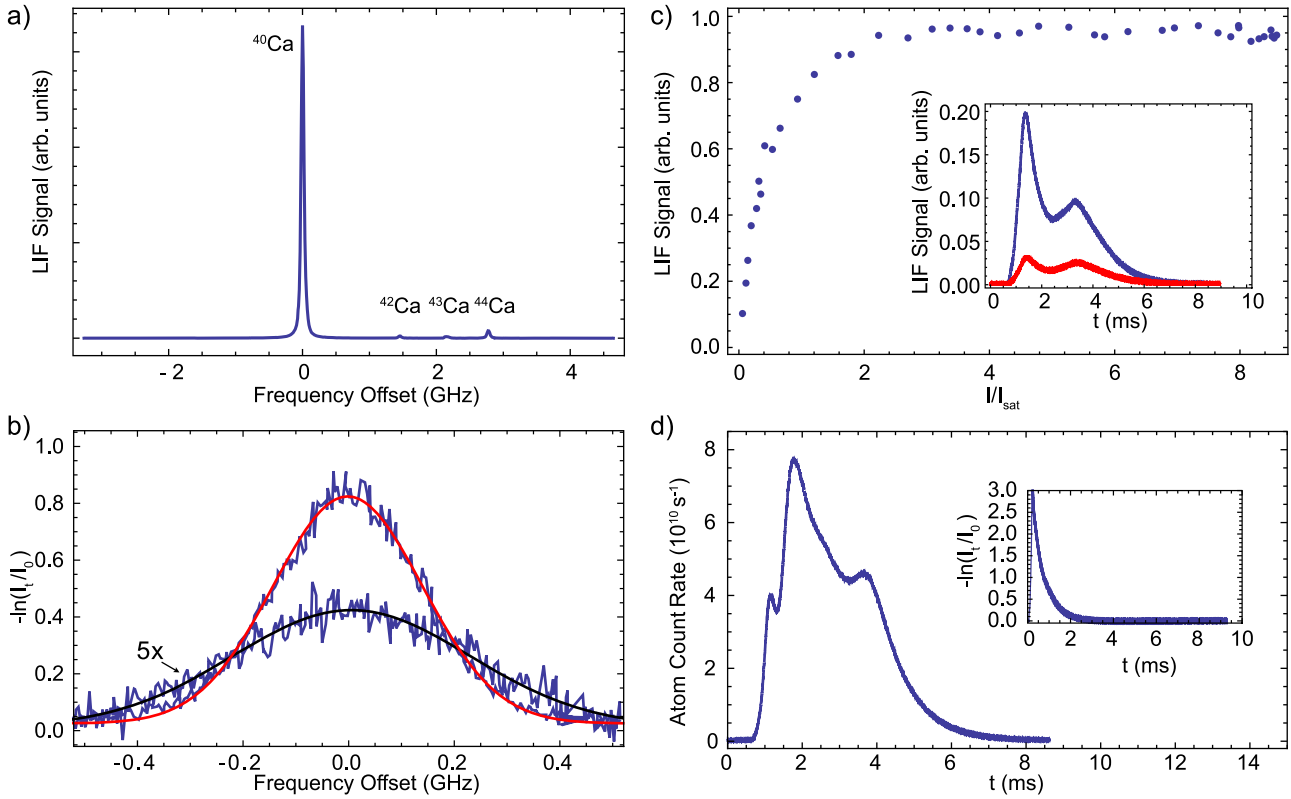 a)
⁴⁰Ca
⁴²Ca ⁴³Ca ⁴⁴Ca
LIF Signal (arb. units)
- 2 0 2 4
Frequency Offset (GHz)
b)
1.0
0.8
0.6
0.4
0.2
0.0
-ln(Iₜ/I₀)
5x
-0.4 -0.2 0.0 0.2 0.4
Frequency Offset (GHz)
c)
1.0
0.8
0.6
0.4
0.2
0.0
LIF Signal (arb. units)
0 2 4 6 8
I/Iₛₐₜ
0.20
0.15
0.10
0.05
0.00
LIF Signal (arb. units)
0 2 4 6 8 10
t (ms)
d)
8
6
4
2
0
Atom Count Rate (10¹⁰ s⁻¹)
0 2 4 6 8 10 12 14
t (ms)
3.0
2.5
2.0
1.5
1.0
0.5
0.0
-ln(Iₜ/I₀)
0 2 4 6 8 10
t (ms)